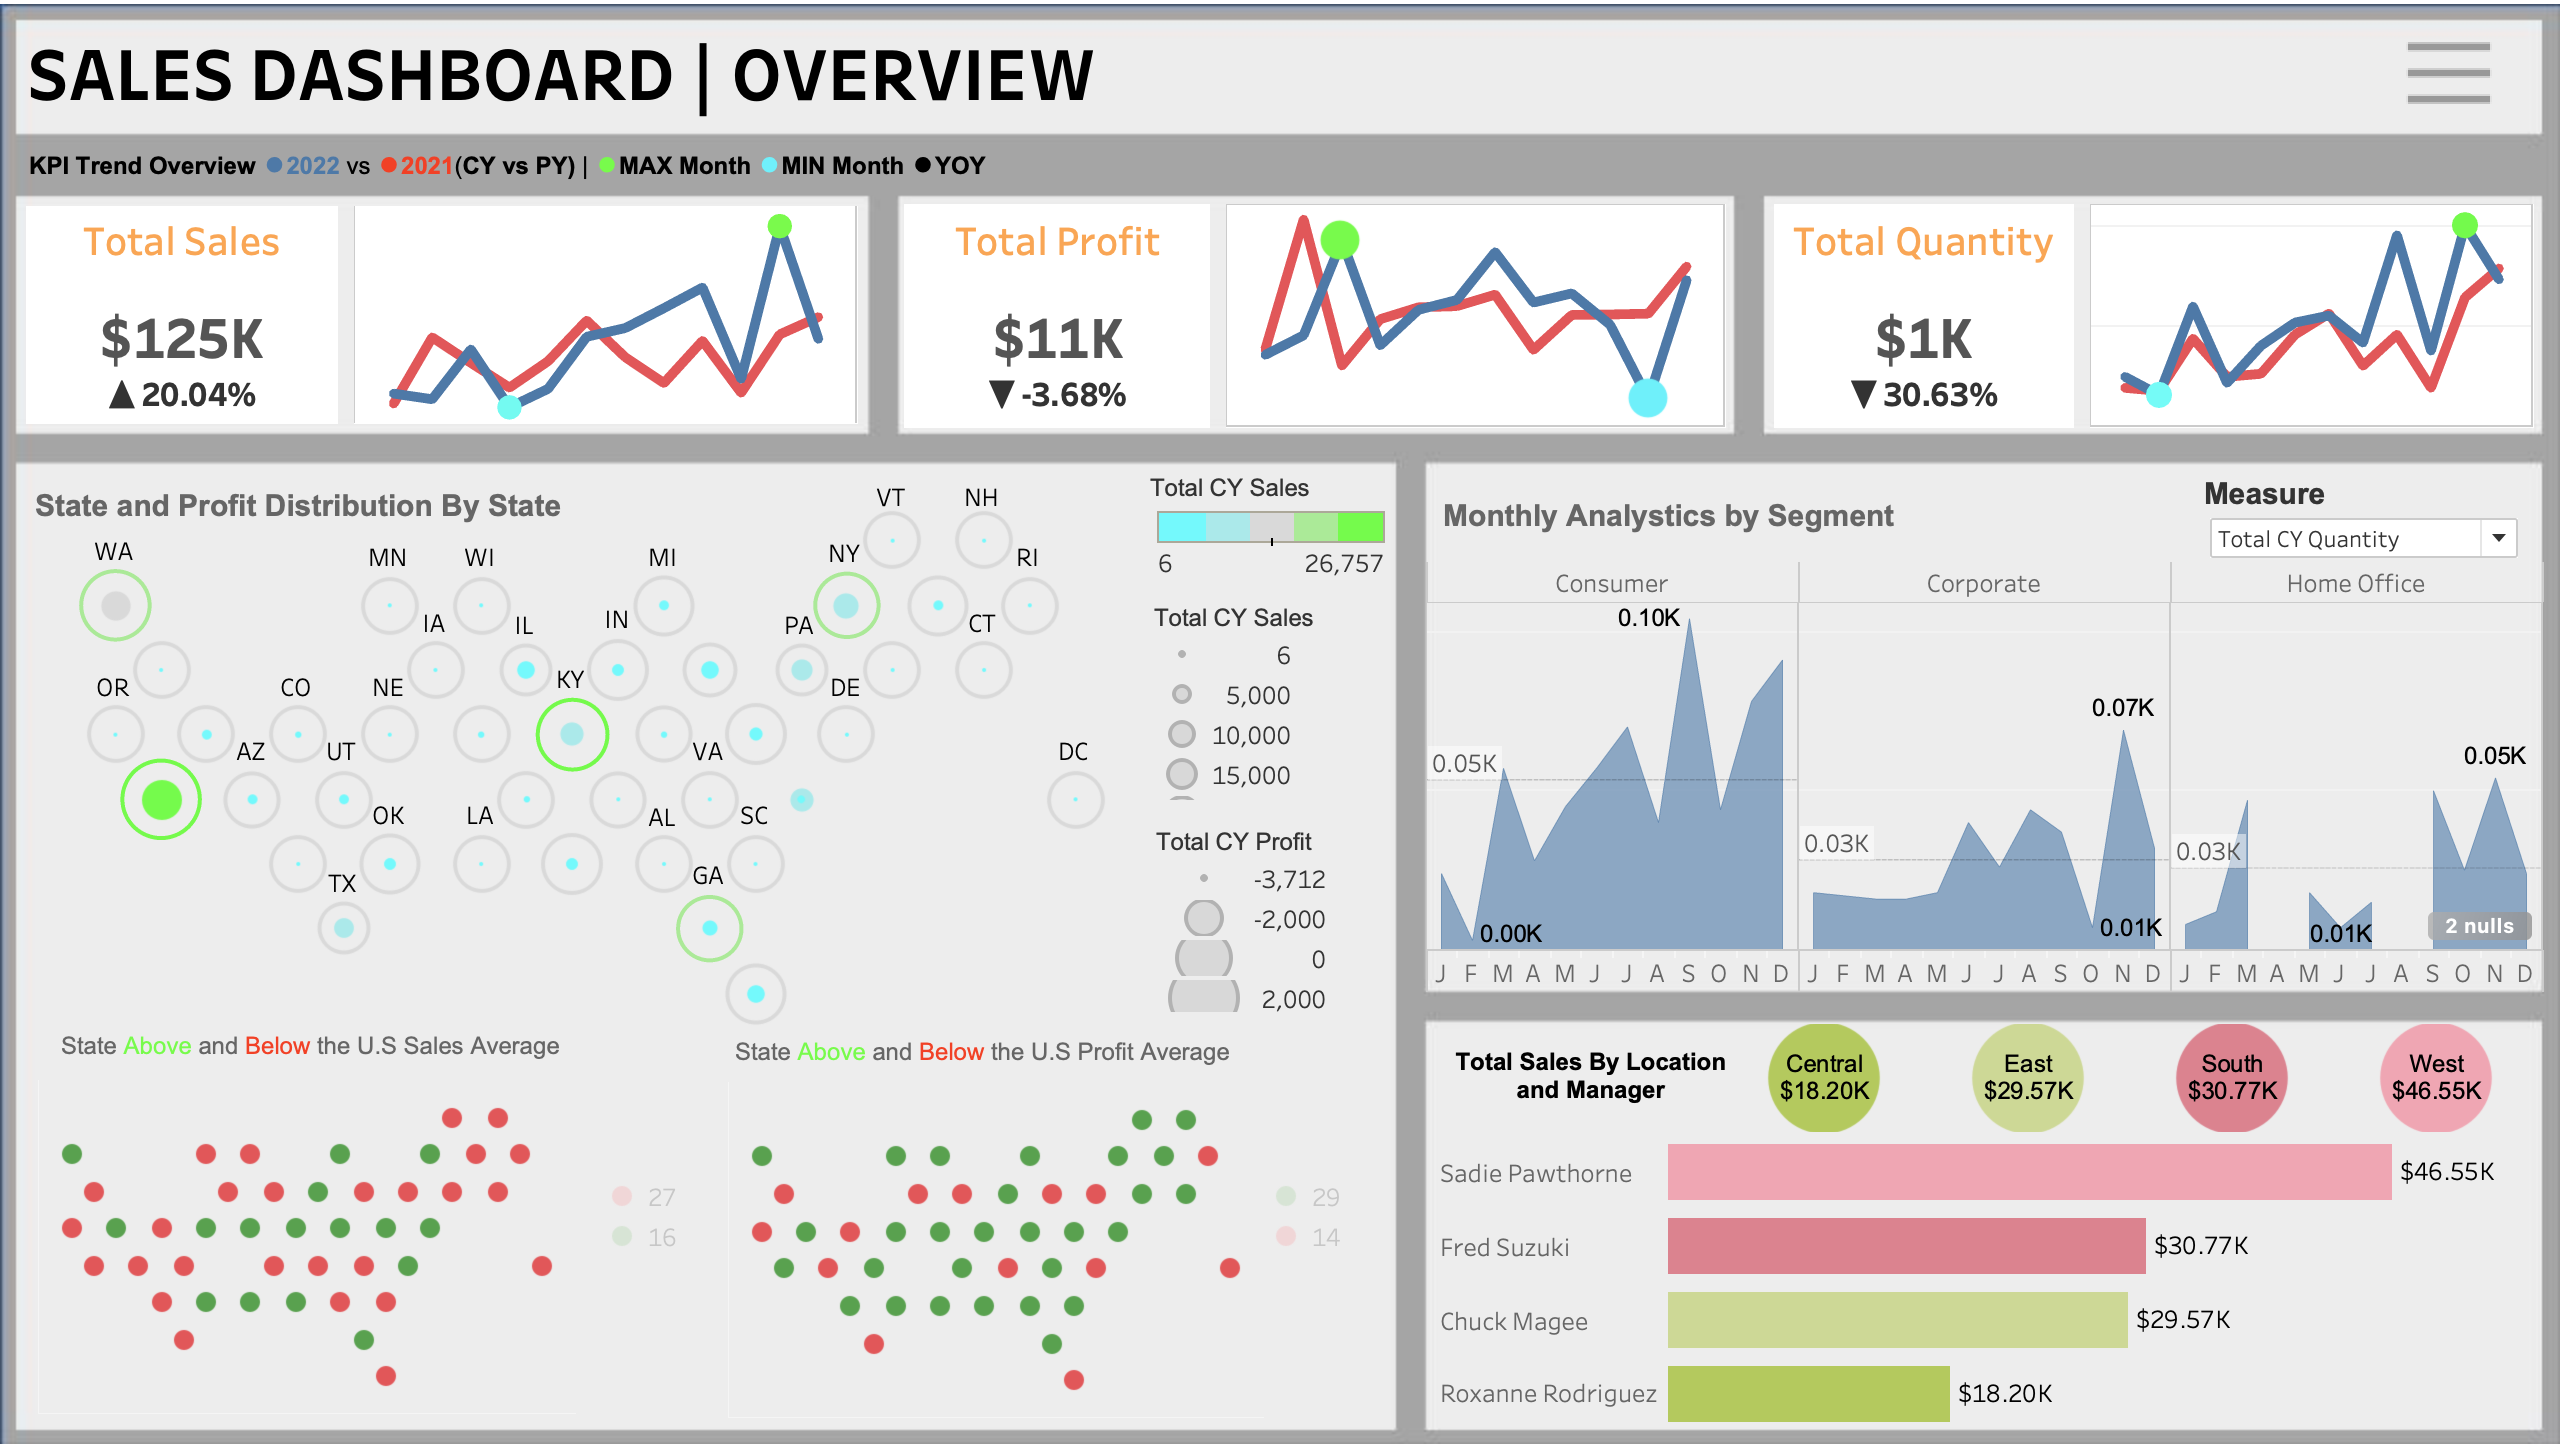 SALES DASHBOARD | OVERVIEW
KPI Trend Overview 2022 vs 2021(CY vs PY) | MAX Month MIN Month YOY
Total Sales
$125K
▲ 20.04%
Total Profit
$11K
▼ -3.68%
Total Quantity
$1K
▼ 30.63%
State and Profit Distribution By State
VT NH
WA MN WI MI NY RI
IA IL IN PA CT
OR CO NE KY DE
AZ UT VA DC
OK LA AL SC
TX GA
Total CY Sales
6 26,757
Total CY Sales
6
5,000
10,000
15,000
Total CY Profit
-3,712
-2,000
0
2,000
State Above and Below the U.S Sales Average
27
16
State Above and Below the U.S Profit Average
29
14
Monthly Analystics by Segment
Measure
Total CY Quantity
Consumer Corporate Home Office
0.10K
0.07K
0.05K
0.05K
0.03K
0.03K
0.00K
0.01K
0.01K
2 nulls
J F M A M J J A S O N D J F M A M J J A S O N D J F M A M J J A S O N D
Total Sales By Location
and Manager
Central
$18.20K
East
$29.57K
South
$30.77K
West
$46.55K
Sadie Pawthorne $46.55K
Fred Suzuki $30.77K
Chuck Magee $29.57K
Roxanne Rodriguez $18.20K